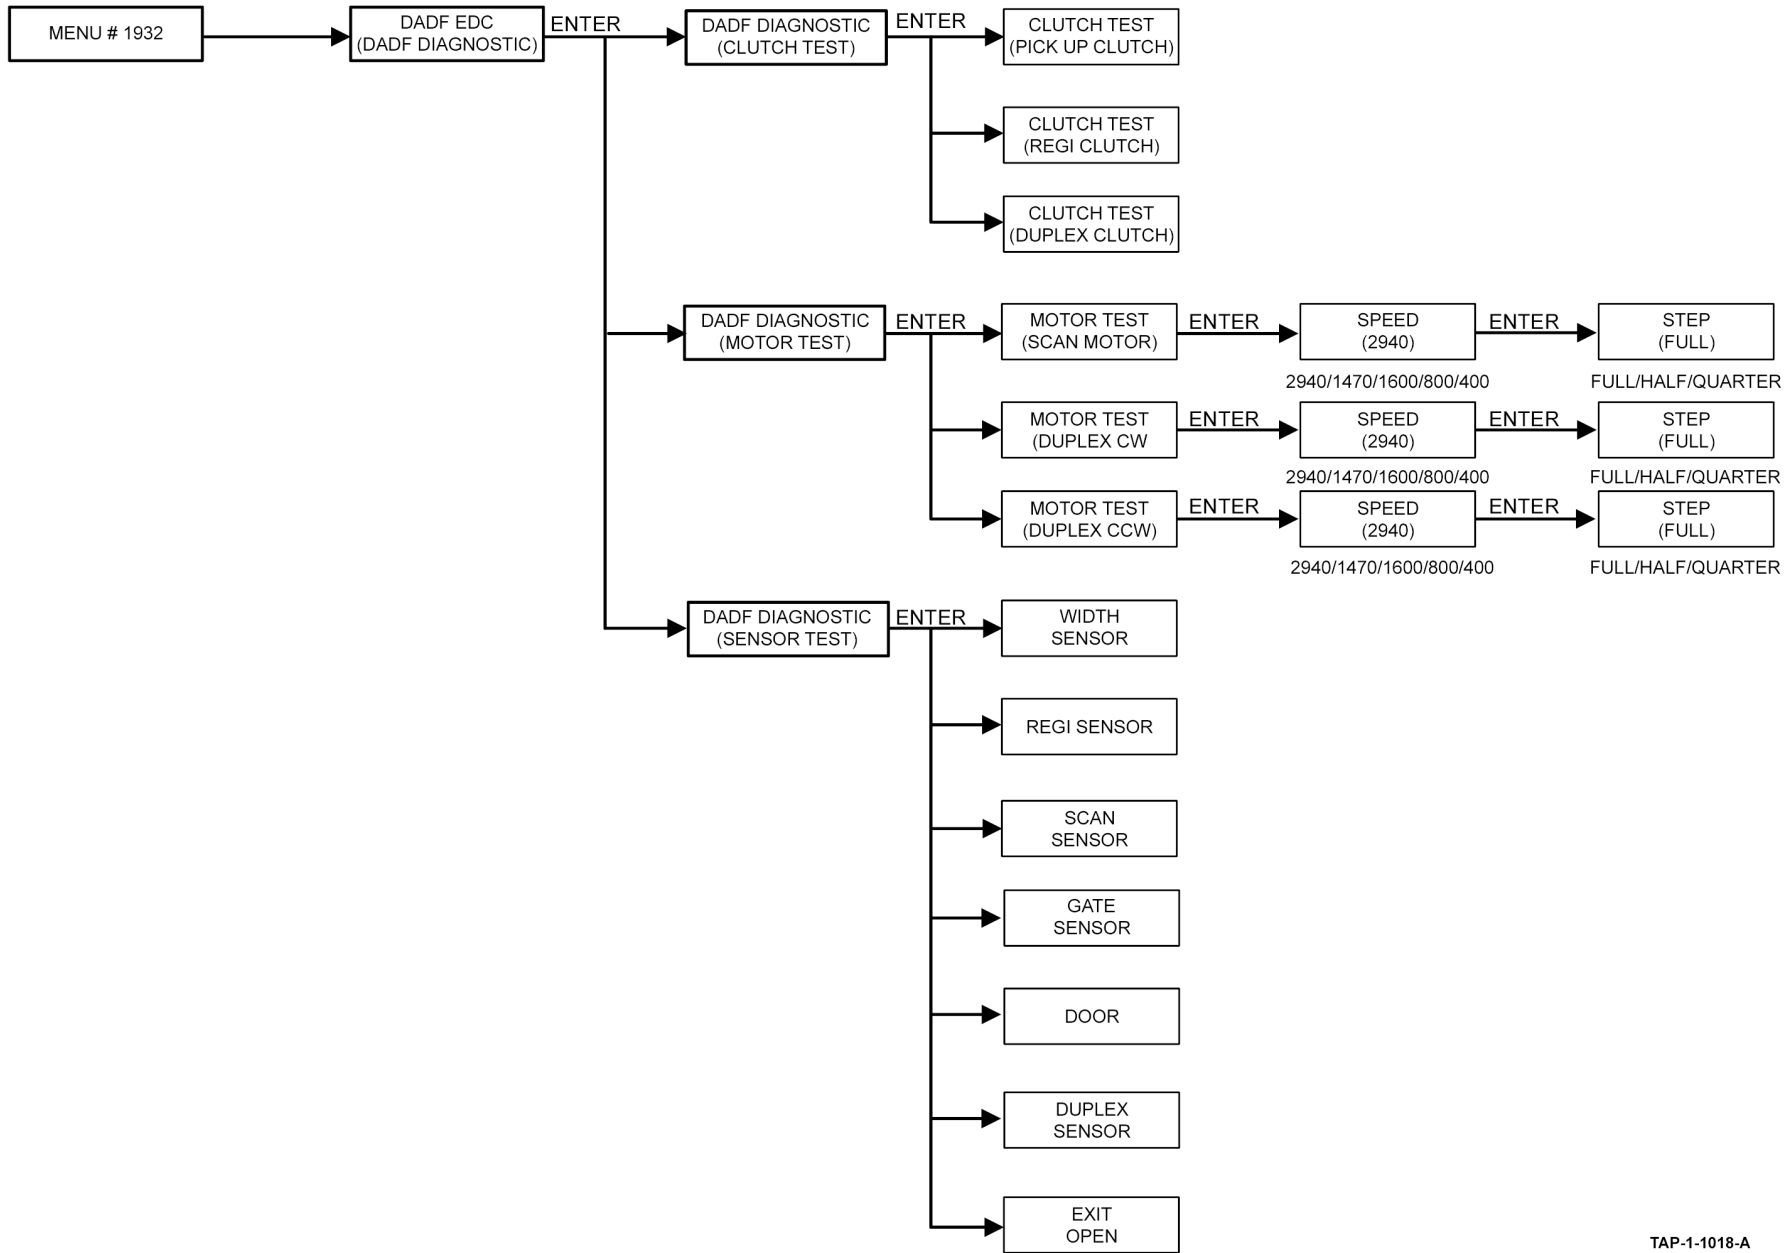 MENU # 1932
DADF EDC
(DADF DIAGNOSTIC)
ENTER
DADF DIAGNOSTIC
(CLUTCH TEST)
ENTER
CLUTCH TEST
(PICK UP CLUTCH)
CLUTCH TEST
(REGI CLUTCH)
CLUTCH TEST
(DUPLEX CLUTCH)
DADF DIAGNOSTIC
(MOTOR TEST)
ENTER
MOTOR TEST
(SCAN MOTOR)
ENTER
SPEED
(2940)
ENTER
STEP
(FULL)
2940/1470/1600/800/400
FULL/HALF/QUARTER
MOTOR TEST
(DUPLEX CW
ENTER
SPEED
(2940)
ENTER
STEP
(FULL)
2940/1470/1600/800/400
FULL/HALF/QUARTER
MOTOR TEST
(DUPLEX CCW)
ENTER
SPEED
(2940)
ENTER
STEP
(FULL)
2940/1470/1600/800/400
FULL/HALF/QUARTER
DADF DIAGNOSTIC
(SENSOR TEST)
ENTER
WIDTH
SENSOR
REGI SENSOR
SCAN
SENSOR
GATE
SENSOR
DOOR
DUPLEX
SENSOR
EXIT
OPEN
TAP-1-1018-A